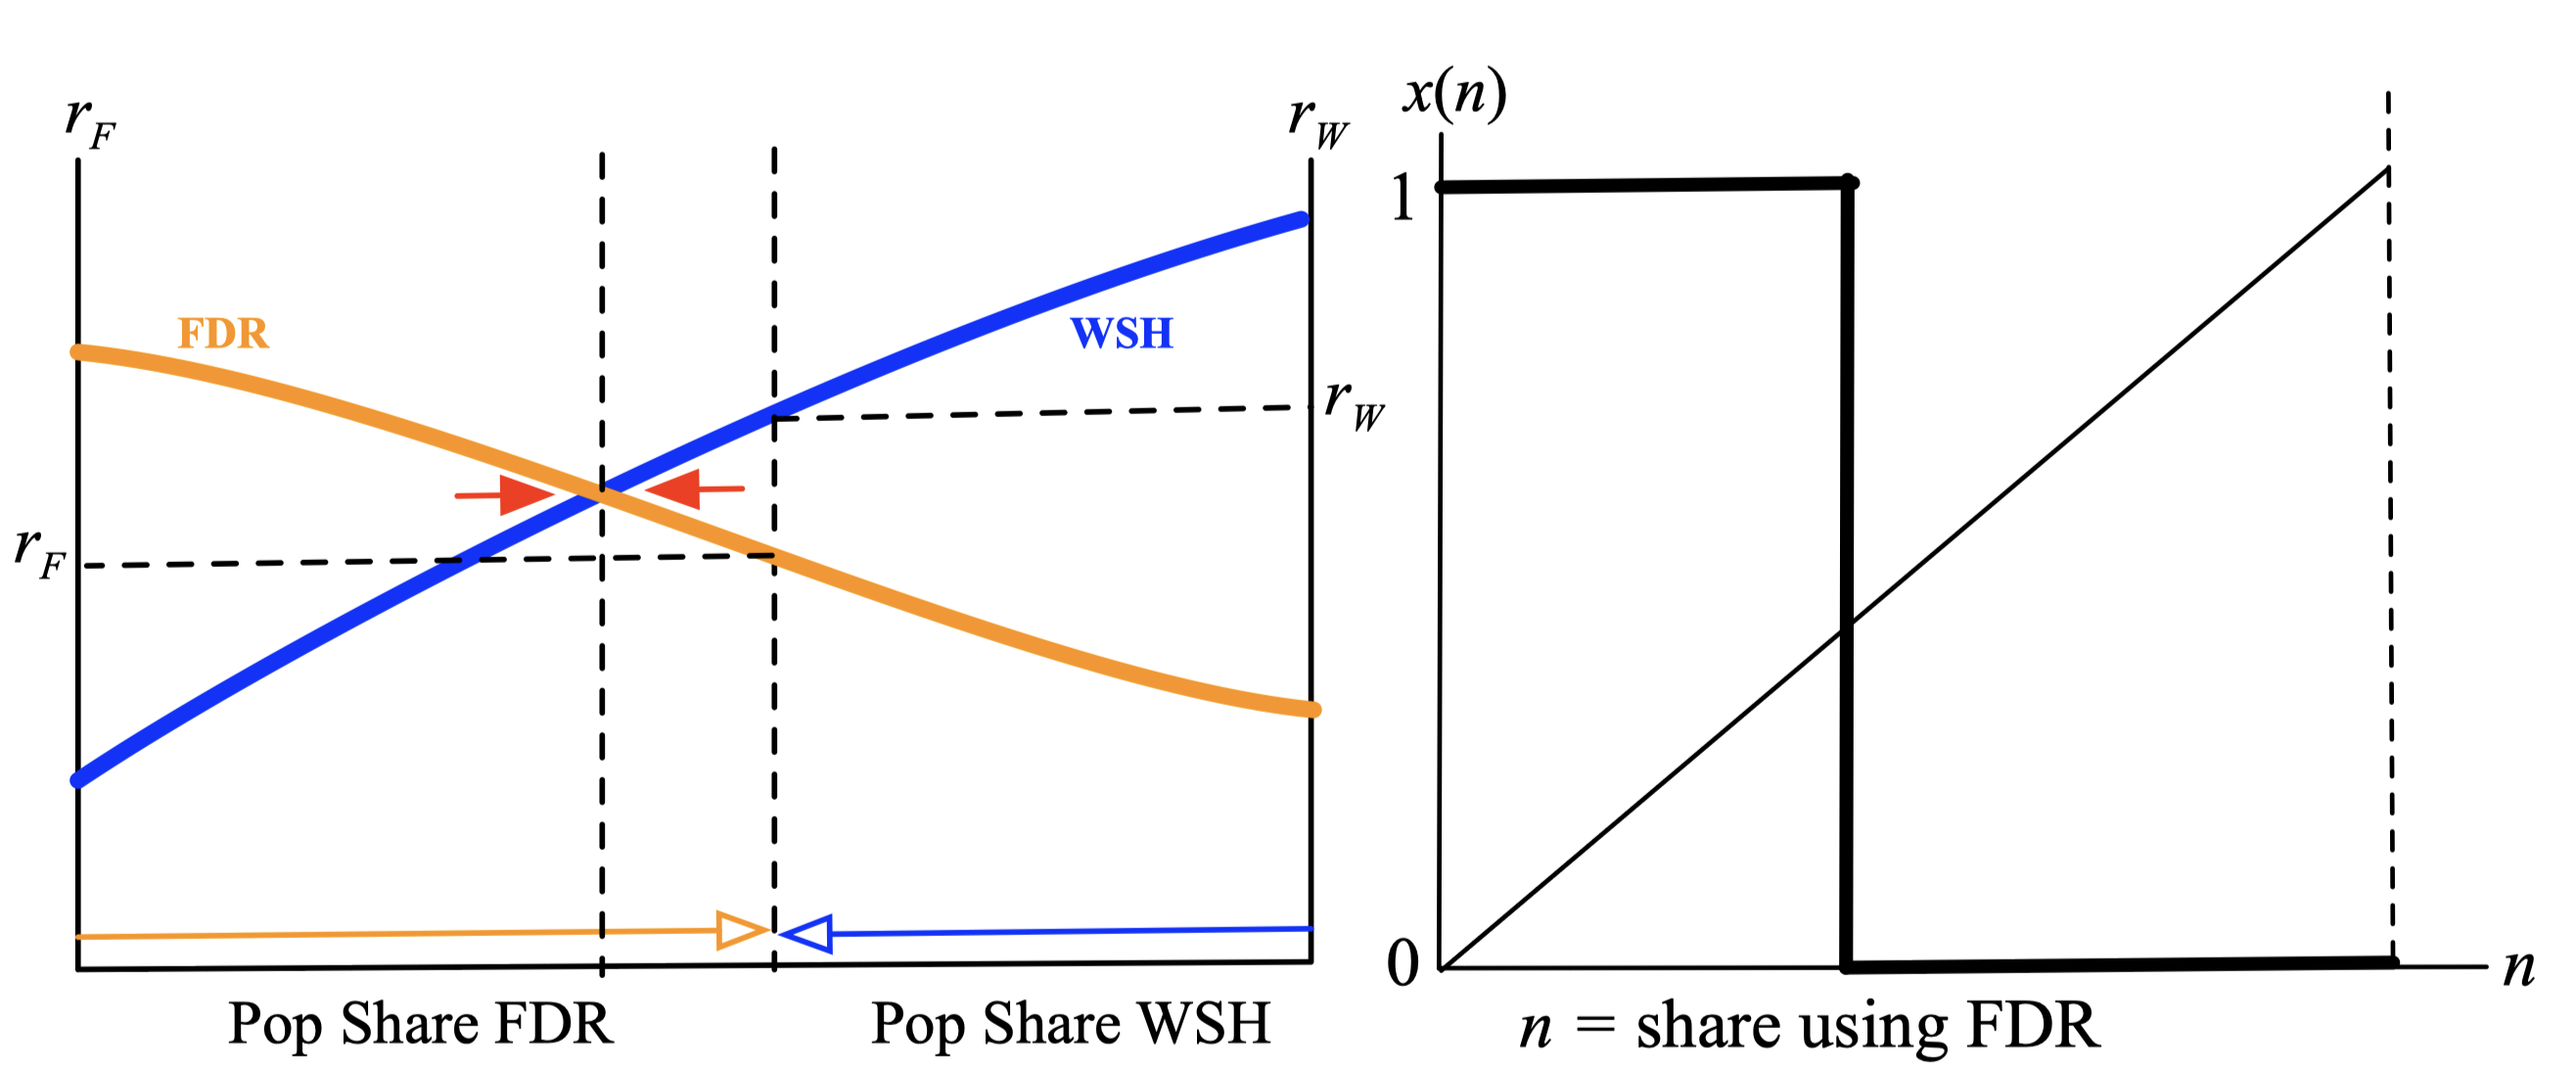 r_F
r_W
FDR
WSH
r_W
r_F
Pop Share FDR
Pop Share WSH
x(n)
1
0
n
n = share using FDR